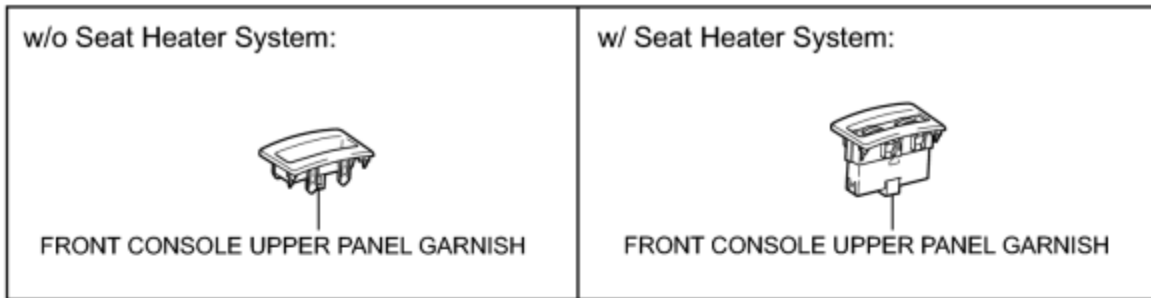 w/o Seat Heater System:
FRONT CONSOLE UPPER PANEL GARNISH
w/ Seat Heater System:
FRONT CONSOLE UPPER PANEL GARNISH